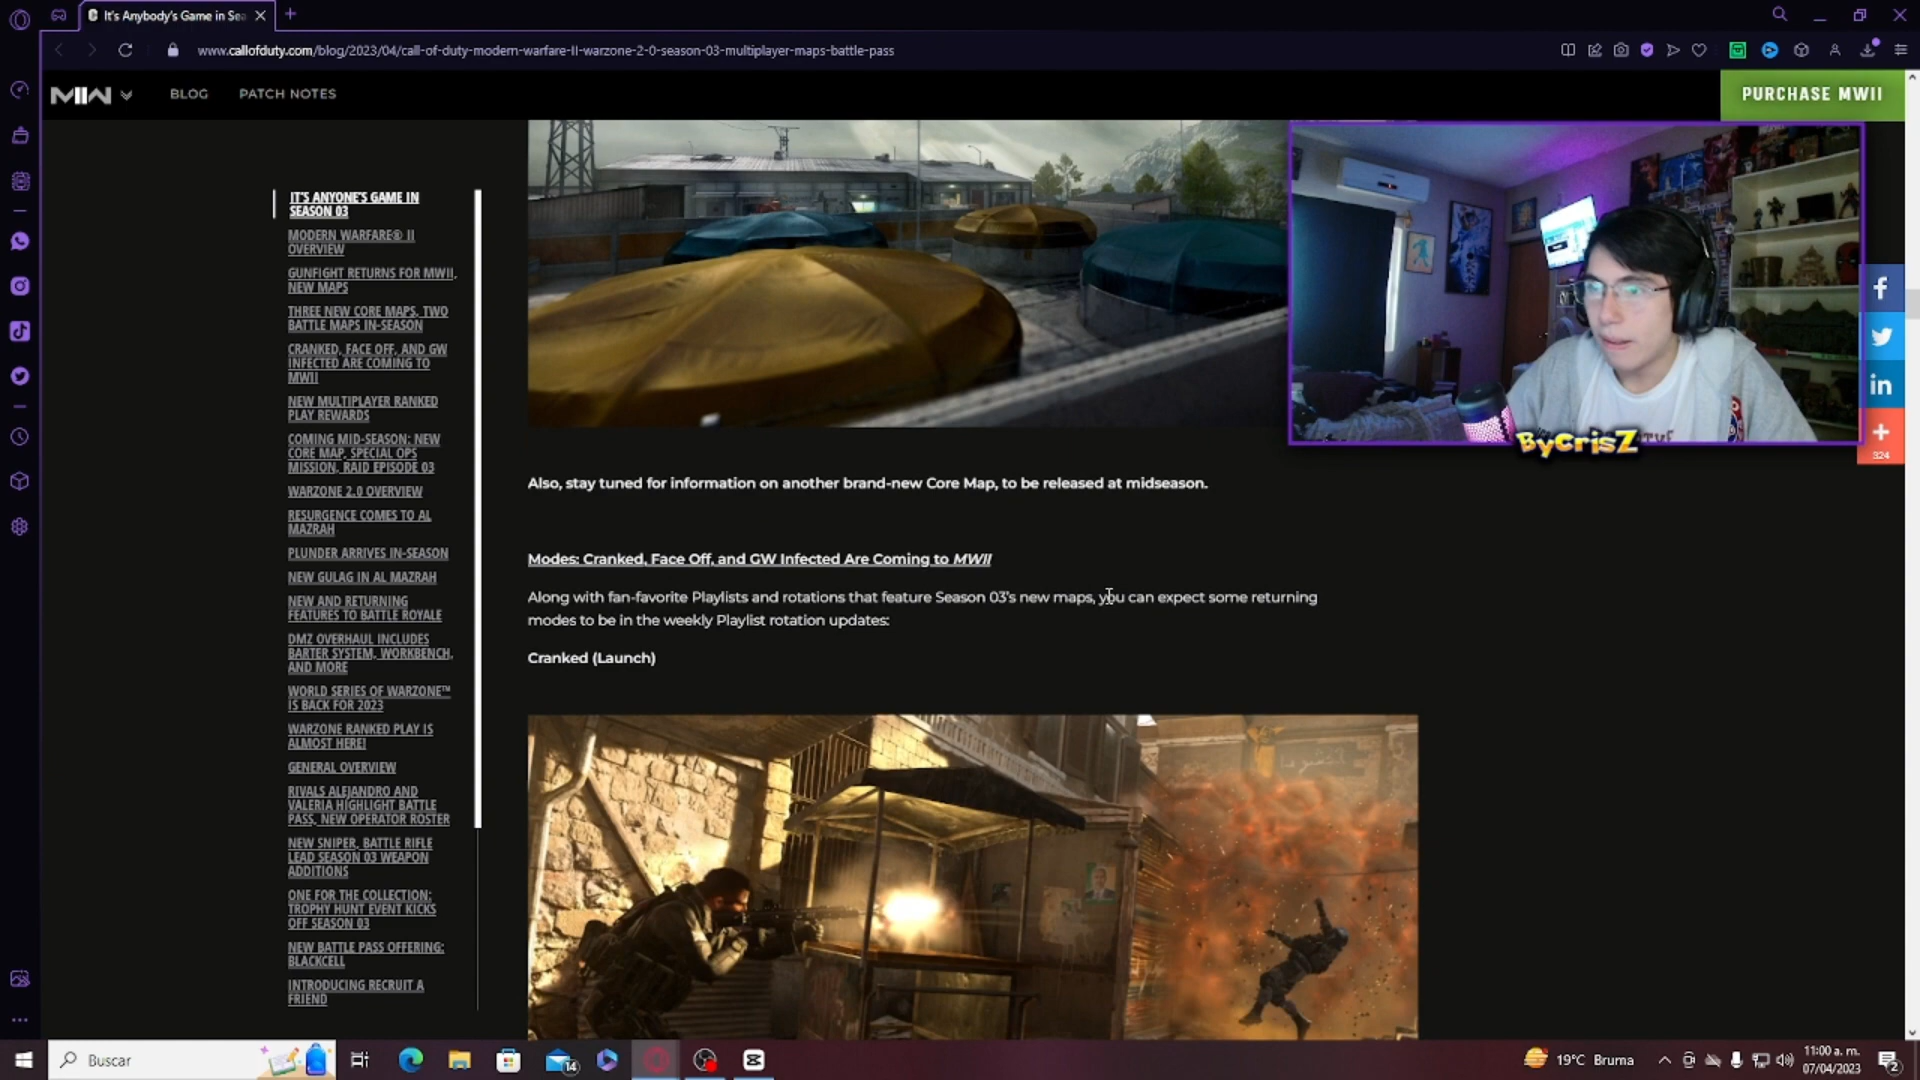 It's Anybody's Game in Sea
www.callofduty.com/blog/2023/04/call-of-duty-modern-warfare-II-warzone-2-0-season-03-multiplayer-maps-battle-pass
MWII
BLOG
PATCH NOTES
PURCHASE MWII
IT'S ANYONE'S GAME IN
SEASON 03
MODERN WARFARE® II
OVERVIEW
GUNFIGHT RETURNS FOR MWII,
NEW MAPS
THREE NEW CORE MAPS, TWO
BATTLE MAPS IN-SEASON
CRANKED, FACE OFF, AND GW
INFECTED ARE COMING TO
MWII
NEW MULTIPLAYER RANKED
PLAY REWARDS
COMING MID-SEASON: NEW
CORE MAP, SPECIAL OPS
MISSION, RAID EPISODE 03
WARZONE 2.0 OVERVIEW
RESURGENCE COMES TO AL
MAZRAH
PLUNDER ARRIVES IN-SEASON
NEW GULAG IN AL MAZRAH
NEW AND RETURNING
FEATURES TO BATTLE ROYALE
DMZ OVERHAUL INCLUDES
BARTER SYSTEM, WORKBENCH,
AND MORE
WORLD SERIES OF WARZONE™
IS BACK FOR 2023
WARZONE RANKED PLAY IS
ALMOST HERE!
GENERAL OVERVIEW
RIVALS ALEJANDRO AND
VALERIA HIGHLIGHT BATTLE
PASS, NEW OPERATOR ROSTER
NEW SNIPER, BATTLE RIFLE
LEAD SEASON 03 WEAPON
ADDITIONS
ONE FOR THE COLLECTION:
TROPHY HUNT EVENT KICKS
OFF SEASON 03
NEW BATTLE PASS OFFERING:
BLACKCELL
INTRODUCING RECRUIT A
FRIEND
ByCrisZ
324
Also, stay tuned for information on another brand-new Core Map, to be released at midseason.
Modes: Cranked, Face Off, and GW Infected Are Coming to MWII
Along with fan-favorite Playlists and rotations that feature Season 03's new maps, you can expect some returning
modes to be in the weekly Playlist rotation updates:
Cranked (Launch)
Buscar
14
19°C Bruma
11:00 a. m.
07/04/2023
2